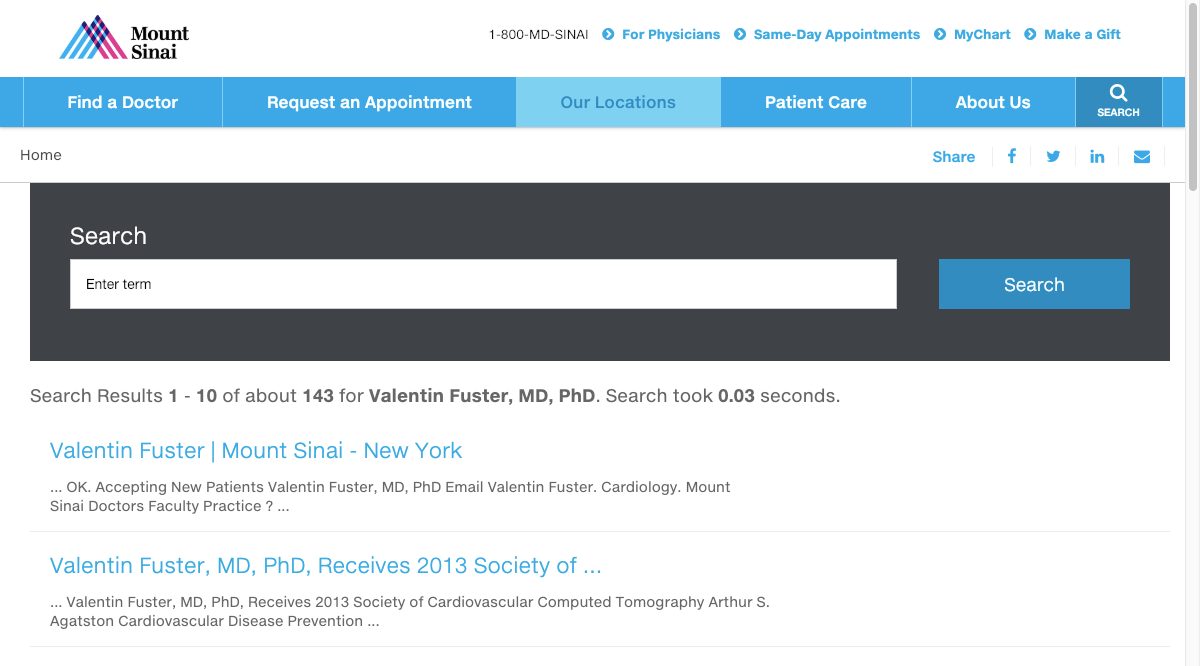 Mount
Sinai
1-800-MD-SINAI For Physicians Same-Day Appointments MyChart Make a Gift
Find a Doctor Request an Appointment Our Locations Patient Care About Us SEARCH
Home
Share
Search
Enter term
Search
Search Results 1 - 10 of about 143 for Valentin Fuster, MD, PhD. Search took 0.03 seconds.
Valentin Fuster | Mount Sinai - New York
... OK. Accepting New Patients Valentin Fuster, MD, PhD Email Valentin Fuster. Cardiology. Mount
Sinai Doctors Faculty Practice ? ...
Valentin Fuster, MD, PhD, Receives 2013 Society of ...
... Valentin Fuster, MD, PhD, Receives 2013 Society of Cardiovascular Computed Tomography Arthur S.
Agatston Cardiovascular Disease Prevention ...